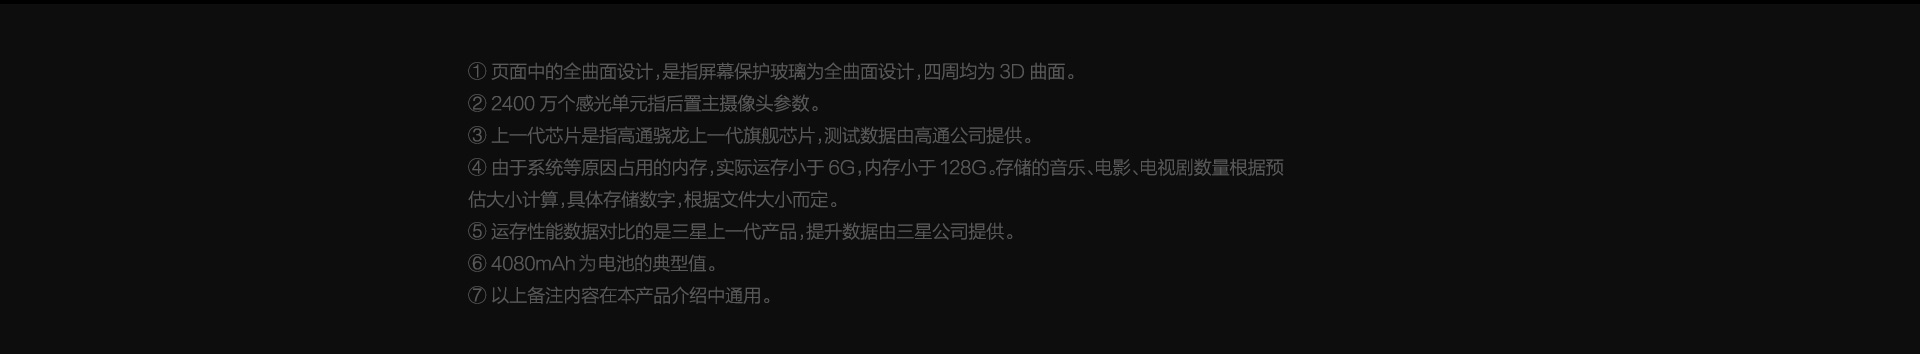 ① 页面中的全曲面设计，是指屏幕保护玻璃为全曲面设计，四周均为 3D 曲面。
② 2400 万个感光单元指后置主摄像头参数。
③ 上一代芯片是指高通骁龙上一代旗舰芯片，测试数据由高通公司提供。
④ 由于系统等原因占用的内存，实际运存小于 6G，内存小于 128G。存储的音乐、电影、电视剧数量根据预
估大小计算，具体存储数字，根据文件大小而定。
⑤ 运存性能数据对比的是三星上一代产品，提升数据由三星公司提供。
⑥ 4080mAh 为电池的典型值。
⑦ 以上备注内容在本产品介绍中通用。